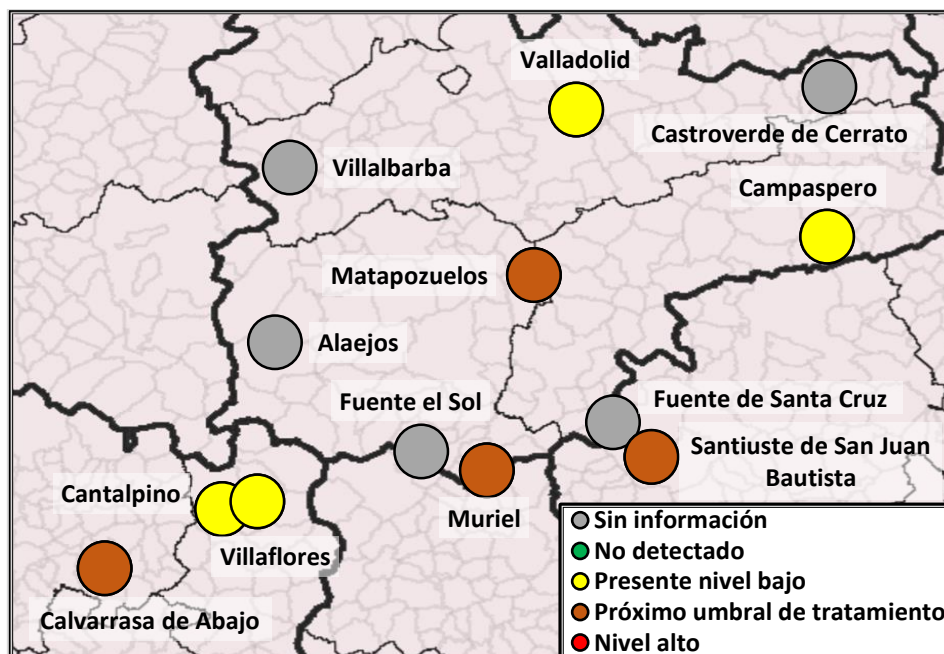 Valladolid
Castroverde de Cerrato
Villalbarba
Campaspero
Matapozuelos
Alaejos
Fuente el Sol
Fuente de Santa Cruz
Santiuste de San Juan
Bautista
Cantalpino
Muriel
Villaflores
Calvarrasa de Abajo
Sin información
No detectado
Presente nivel bajo
Próximo umbral de tratamiento
Nivel alto